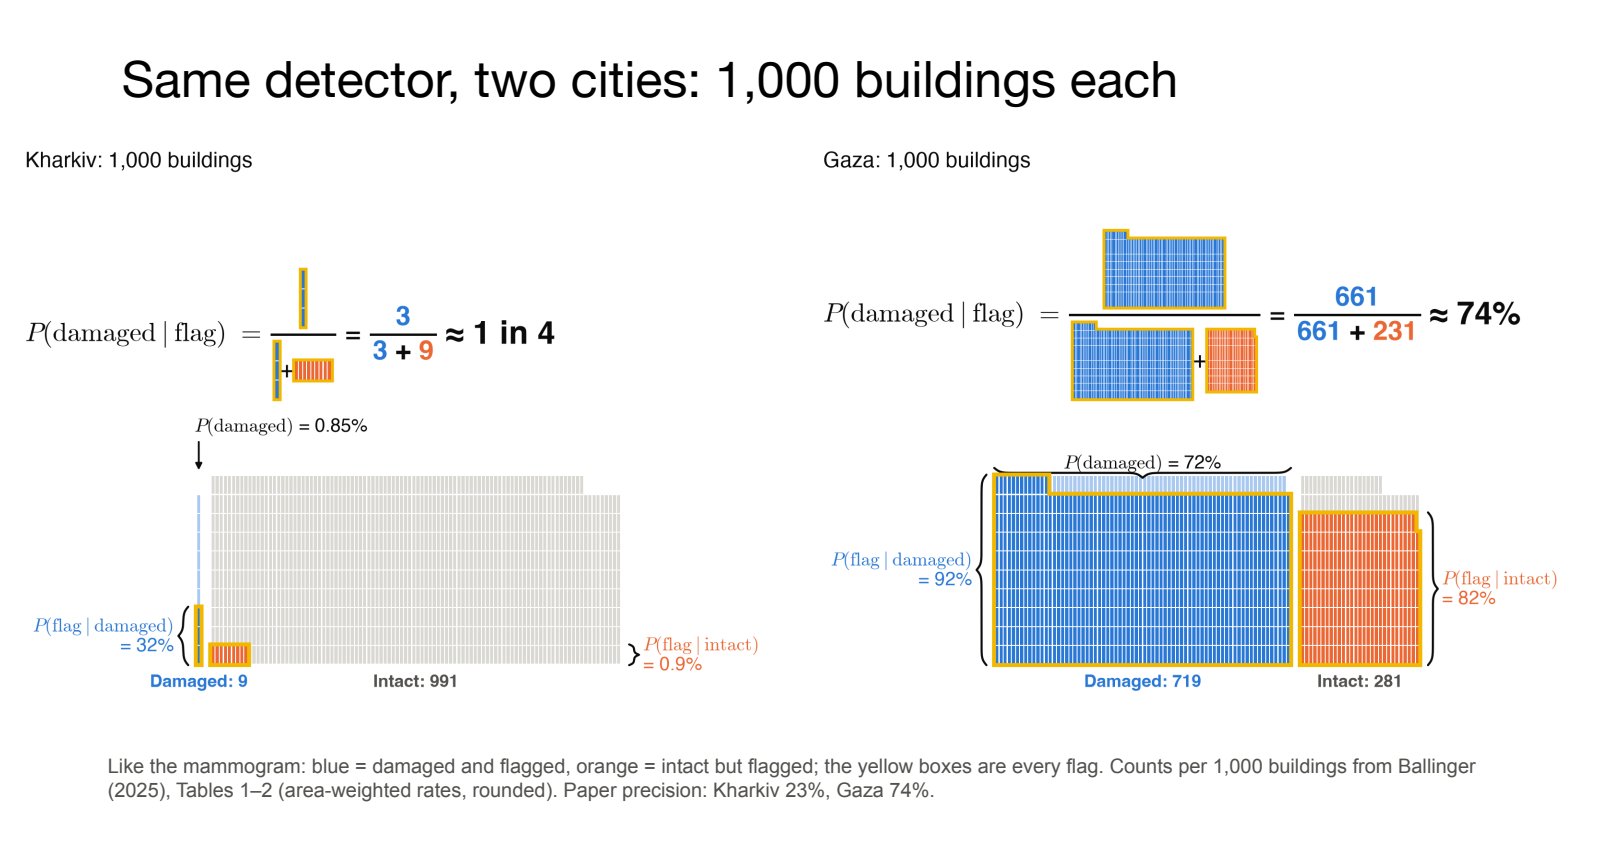 Same detector, two cities: 1,000 buildings each
Kharkiv: 1,000 buildings
P(damaged | flag) = + = 3 / 3 + 9 ≈ 1 in 4
P(damaged) = 0.85%
P(flag | damaged)
= 32%
P(flag | intact)
= 0.9%
Damaged: 9
Intact: 991
Gaza: 1,000 buildings
P(damaged | flag) = + = 661 / 661 + 231 ≈ 74%
P(damaged) = 72%
P(flag | damaged)
= 92%
P(flag | intact)
= 82%
Damaged: 719
Intact: 281
Like the mammogram: blue = damaged and flagged, orange = intact but flagged; the yellow boxes are every flag. Counts per 1,000 buildings from Ballinger
(2025), Tables 1–2 (area-weighted rates, rounded). Paper precision: Kharkiv 23%, Gaza 74%.